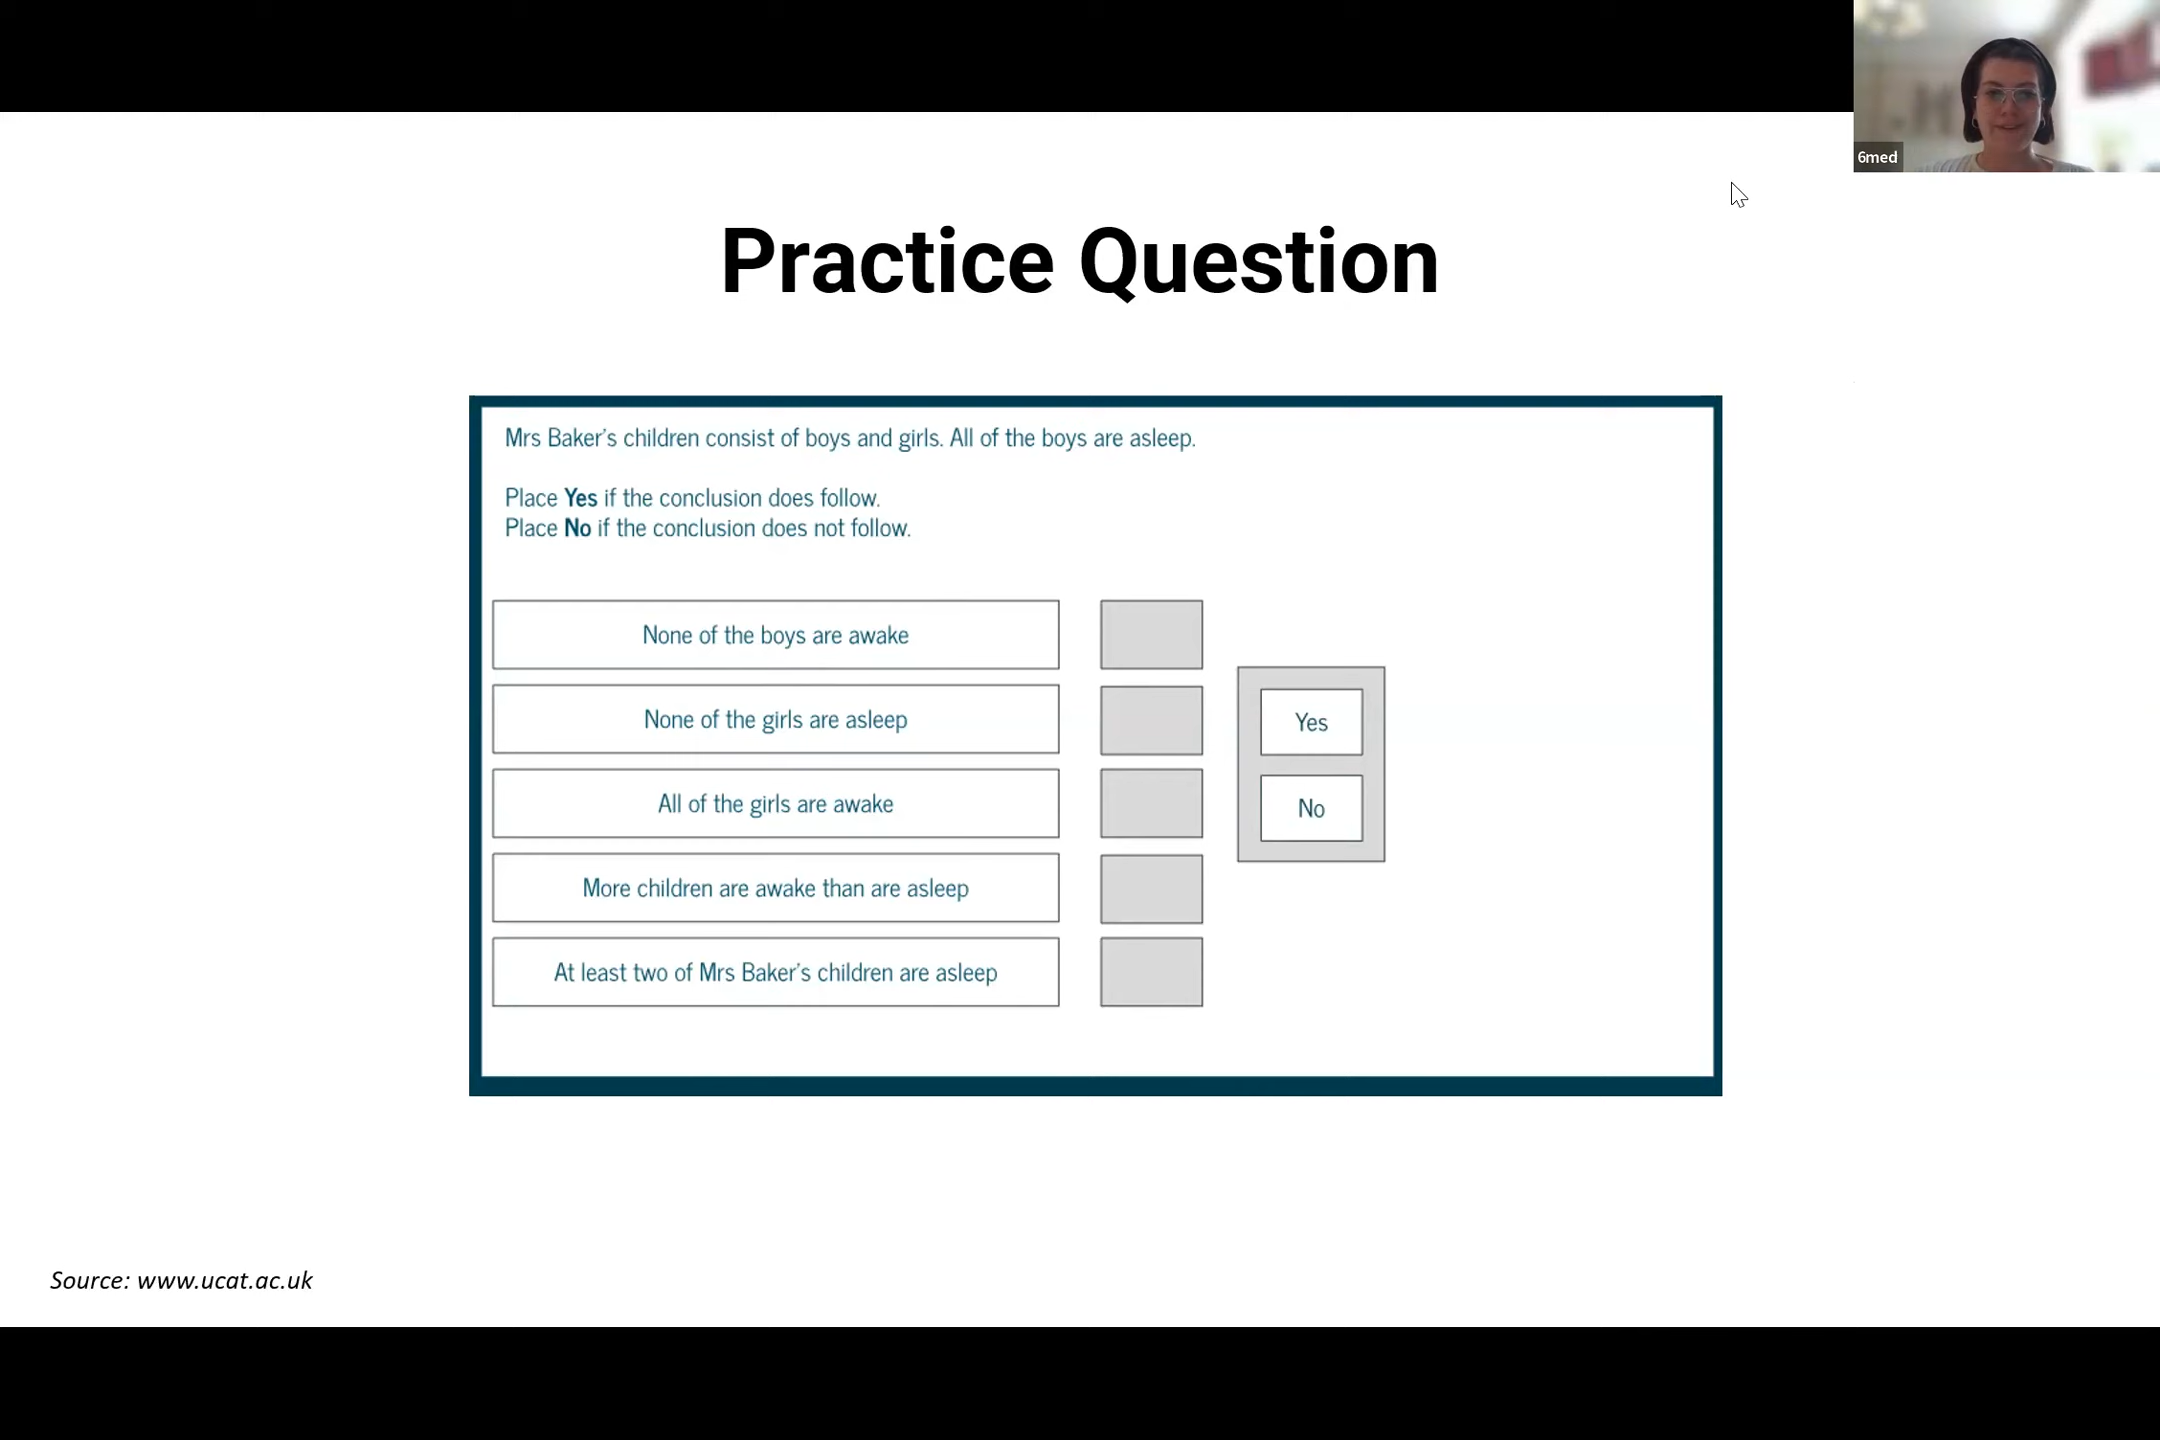 6med
Practice Question
Mrs Baker's children consist of boys and girls. All of the boys are asleep.
Place Yes if the conclusion does follow.
Place No if the conclusion does not follow.
None of the boys are awake
None of the girls are asleep
Yes
All of the girls are awake
No
More children are awake than are asleep
At least two of Mrs Baker's children are asleep
Source: www.ucat.ac.uk